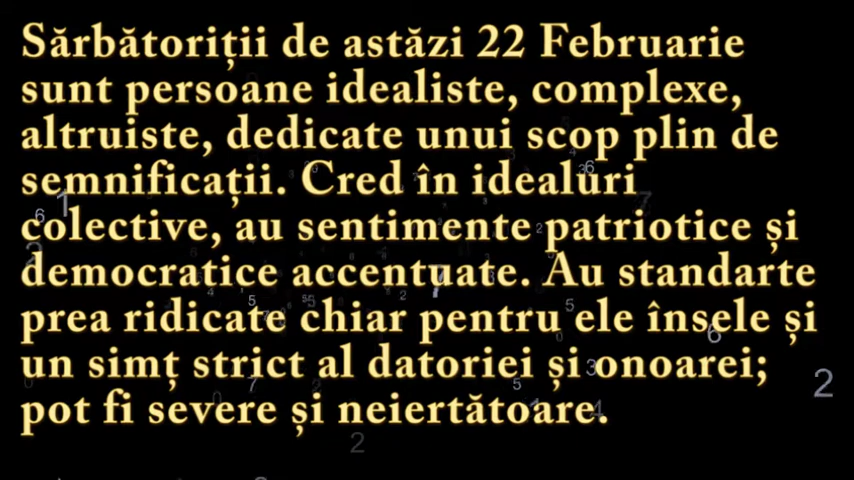 Sărbătoriții de astăzi 22 Februarie
sunt persoane idealiste, complexe,
altruiste, dedicate unui scop plin de
semnificații. Cred în idealuri
colective, au sentimente patriotice și
democratice accentuate. Au standarte
prea ridicate chiar pentru ele însele și
un simț strict al datoriei și onoarei;
pot fi severe și neiertătoare.